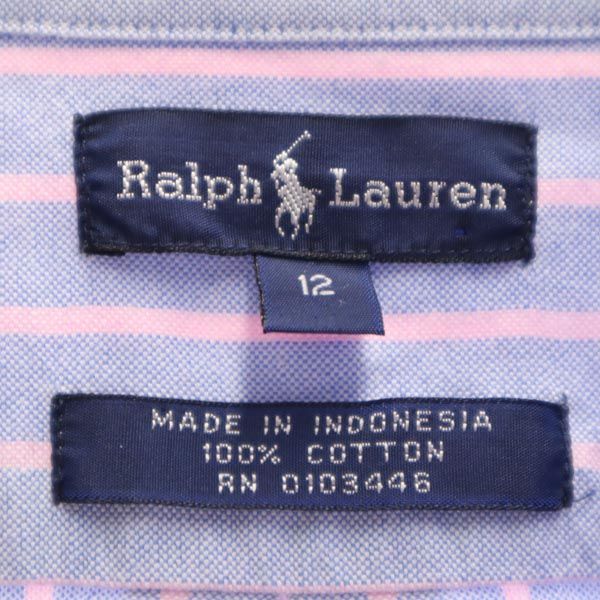 Ralph Lauren
12
MADE IN INDONESIA
100% COTTON
RN 0103446